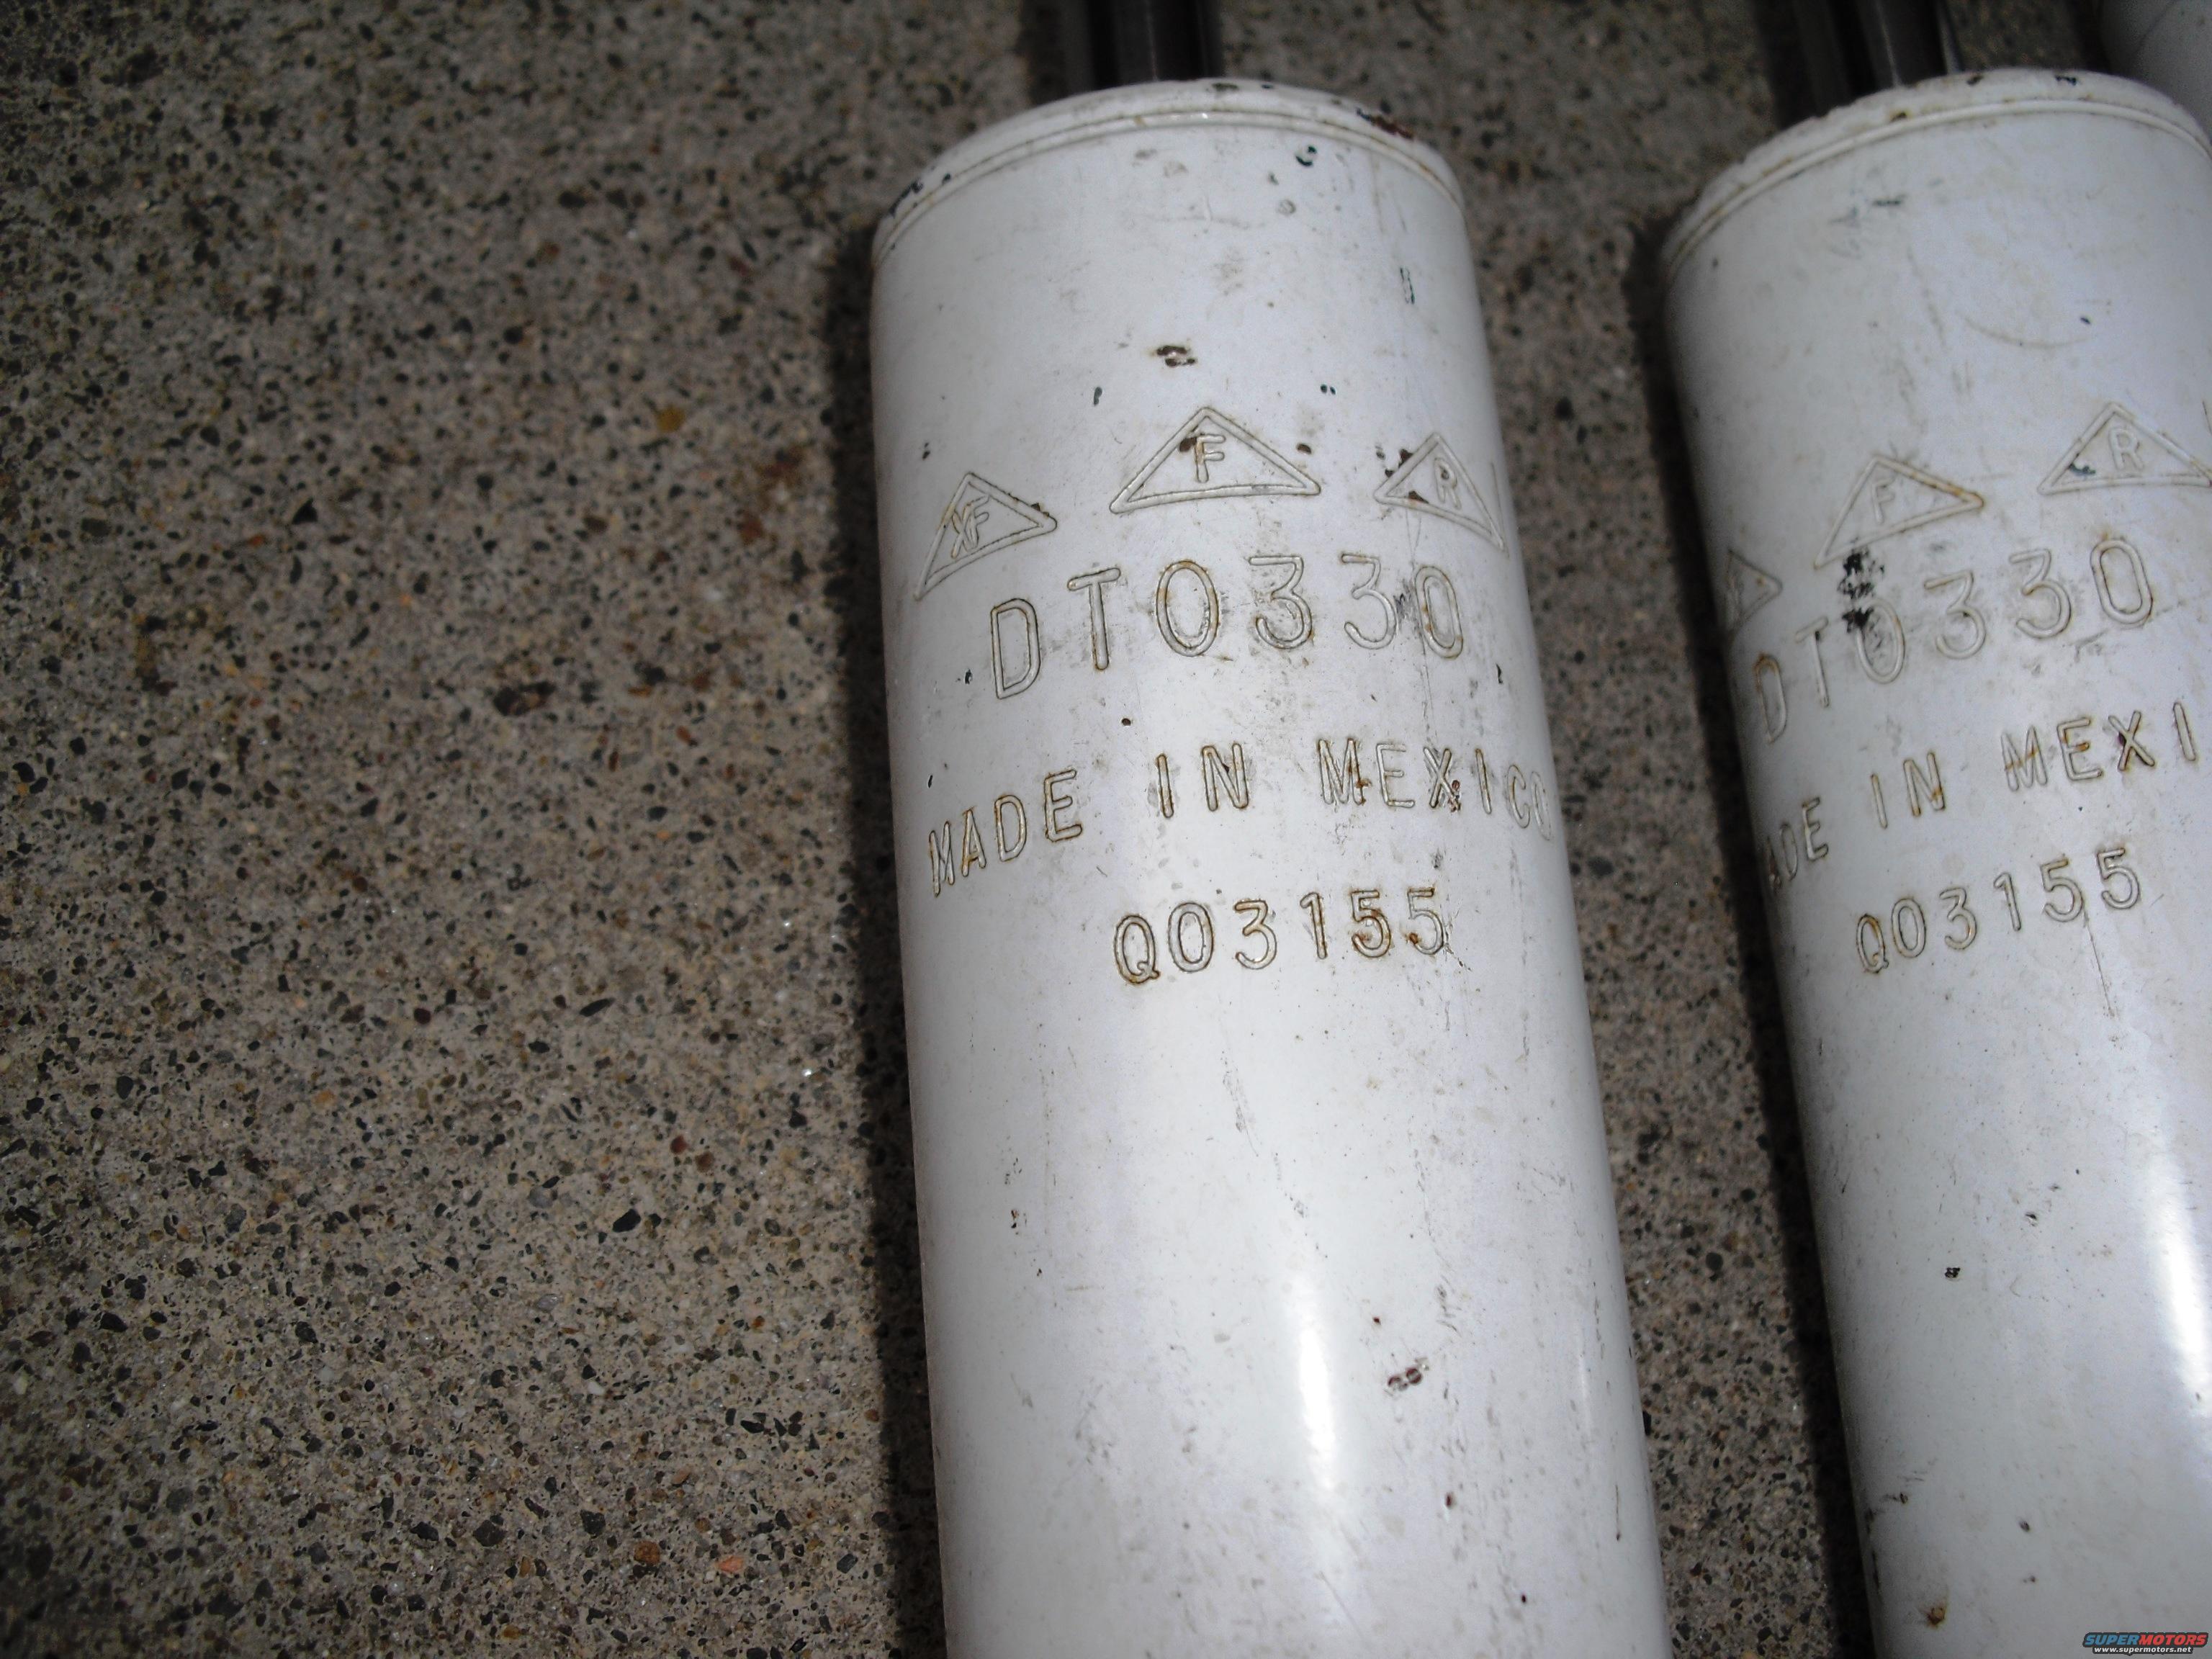 XF F R
DT0330
MADE IN MEXICO
Q03155
F R
DT0330
MADE IN MEXI
Q03155
SUPERMOTORS
www.supermotors.net